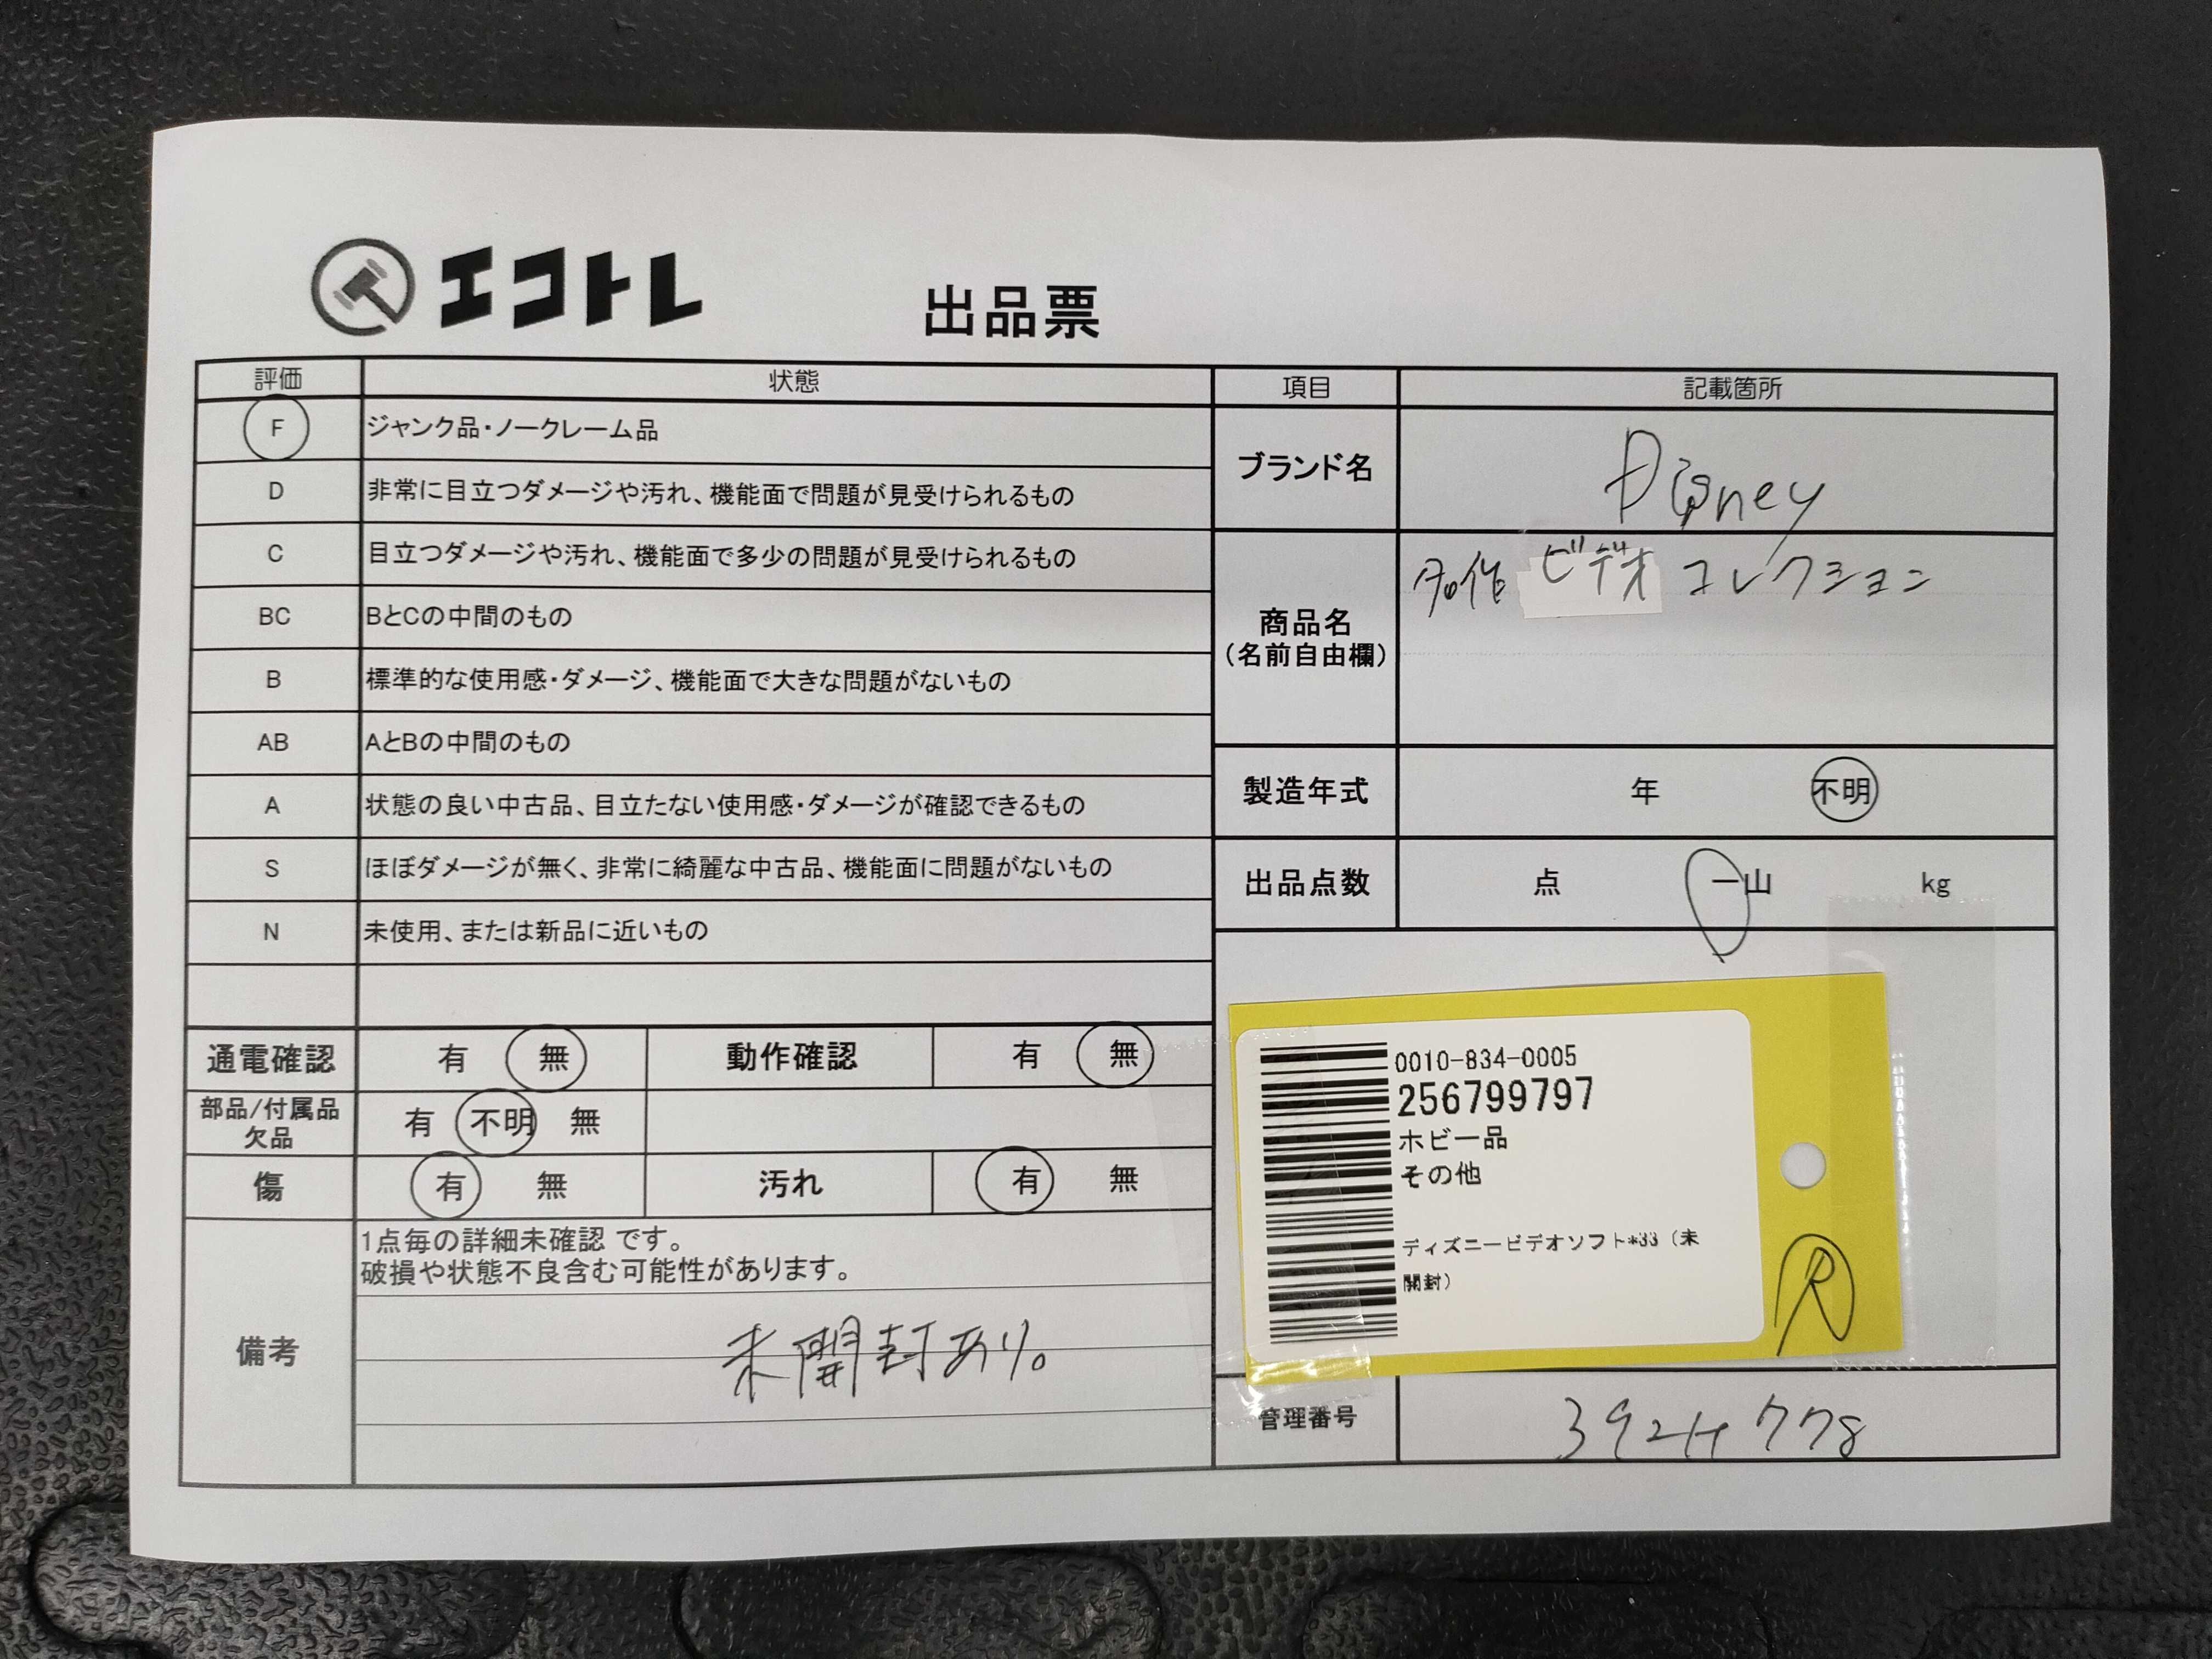 エコトレ
出品票
評価 状態
F ジャンク品・ノークレーム品
D 非常に目立つダメージや汚れ、機能面で問題が見受けられるもの
C 目立つダメージや汚れ、機能面で多少の問題が見受けられるもの
BC BとCの中間のもの
B 標準的な使用感・ダメージ、機能面で大きな問題がないもの
AB AとBの中間のもの
A 状態の良い中古品、目立たない使用感・ダメージが確認できるもの
S ほぼダメージが無く、非常に綺麗な中古品、機能面に問題がないもの
N 未使用、または新品に近いもの
通電確認 有 無 動作確認 有 無
部品/付属品
欠品 有 不明 無
傷 有 無 汚れ 有 無
備考
1点毎の詳細未確認 です。
破損や状態不良含む可能性があります。
未開封あり。
項目 記載箇所
ブランド名 Disney
商品名
(名前自由欄)
名作 ビデオ コレクション
製造年式 年 不明
出品点数 点 一山 kg
0010-834-0005
256799797
ホビー品
その他
ディズニービデオソフト*33（未
開封）
R
管理番号 3924778